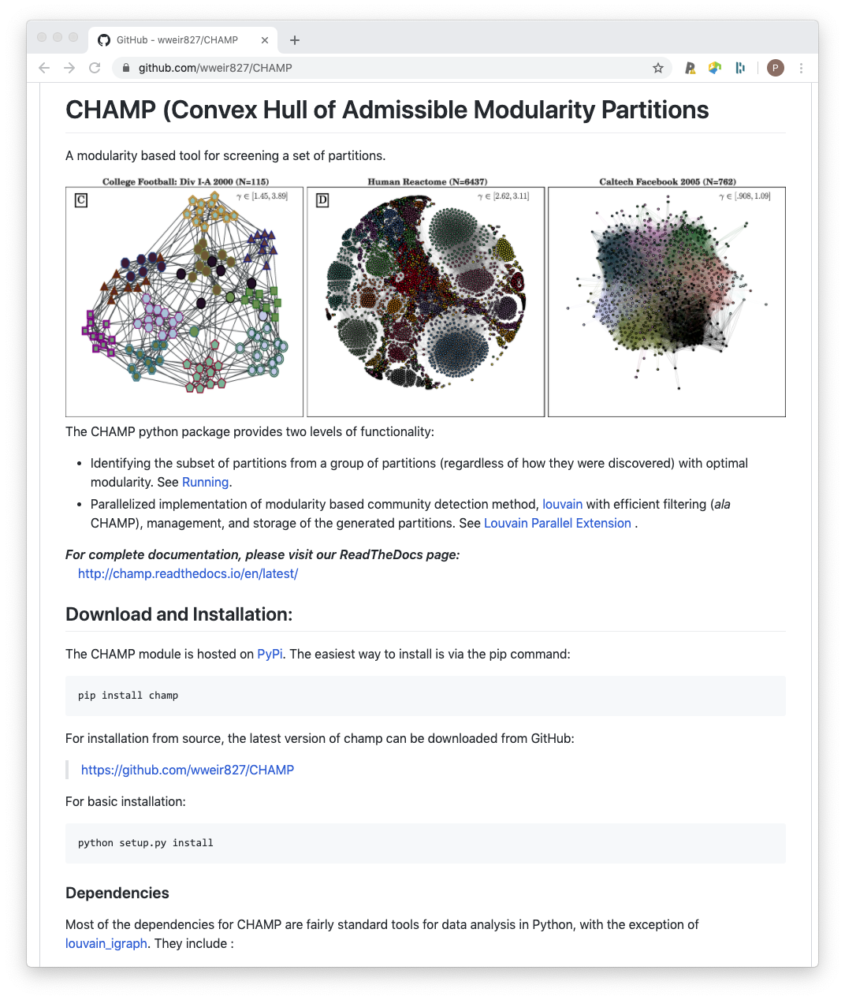 GitHub - wweir827/CHAMP
github.com/wweir827/CHAMP
P
CHAMP (Convex Hull of Admissible Modularity Partitions
A modularity based tool for screening a set of partitions.
College Football: Div I-A 2000 (N=115)
Human Reactome (N=6437)
Caltech Facebook 2005 (N=762)
C
γ ∈ [1.45, 3.89]
D
γ ∈ [2.62, 3.11]
γ ∈ [.908, 1.09]
The CHAMP python package provides two levels of functionality:
• Identifying the subset of partitions from a group of partitions (regardless of how they were discovered) with optimal
modularity. See Running.
• Parallelized implementation of modularity based community detection method, louvain with efficient filtering (ala
CHAMP), management, and storage of the generated partitions. See Louvain Parallel Extension .
For complete documentation, please visit our ReadTheDocs page:
http://champ.readthedocs.io/en/latest/
Download and Installation:
The CHAMP module is hosted on PyPi. The easiest way to install is via the pip command:
pip install champ
For installation from source, the latest version of champ can be downloaded from GitHub:
https://github.com/wweir827/CHAMP
For basic installation:
python setup.py install
Dependencies
Most of the dependencies for CHAMP are fairly standard tools for data analysis in Python, with the exception of
louvain_igraph. They include :